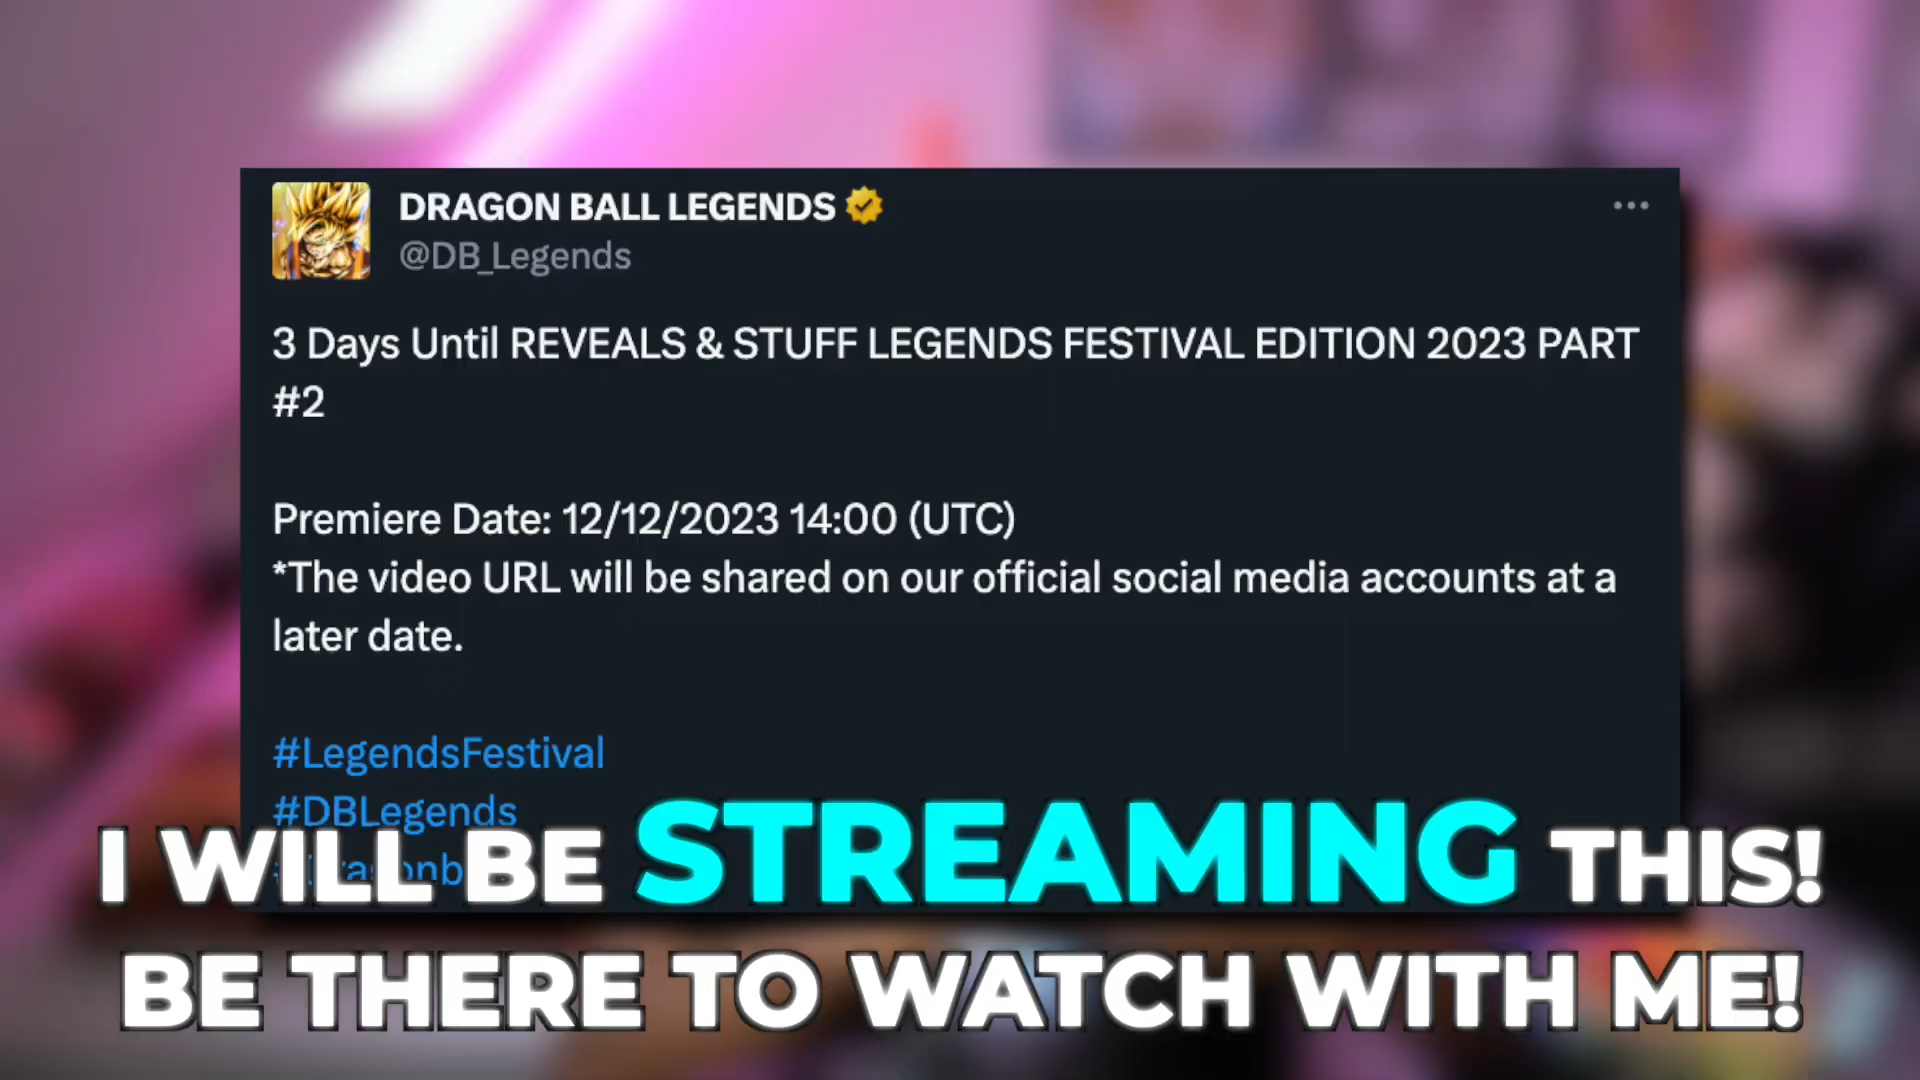 DRAGON BALL LEGENDS
@DB_Legends
3 Days Until REVEALS & STUFF LEGENDS FESTIVAL EDITION 2023 PART
#2
Premiere Date: 12/12/2023 14:00 (UTC)
*The video URL will be shared on our official social media accounts at a
later date.
#LegendsFestival
#DBLegends
I WILL BE STREAMING THIS!
BE THERE TO WATCH WITH ME!